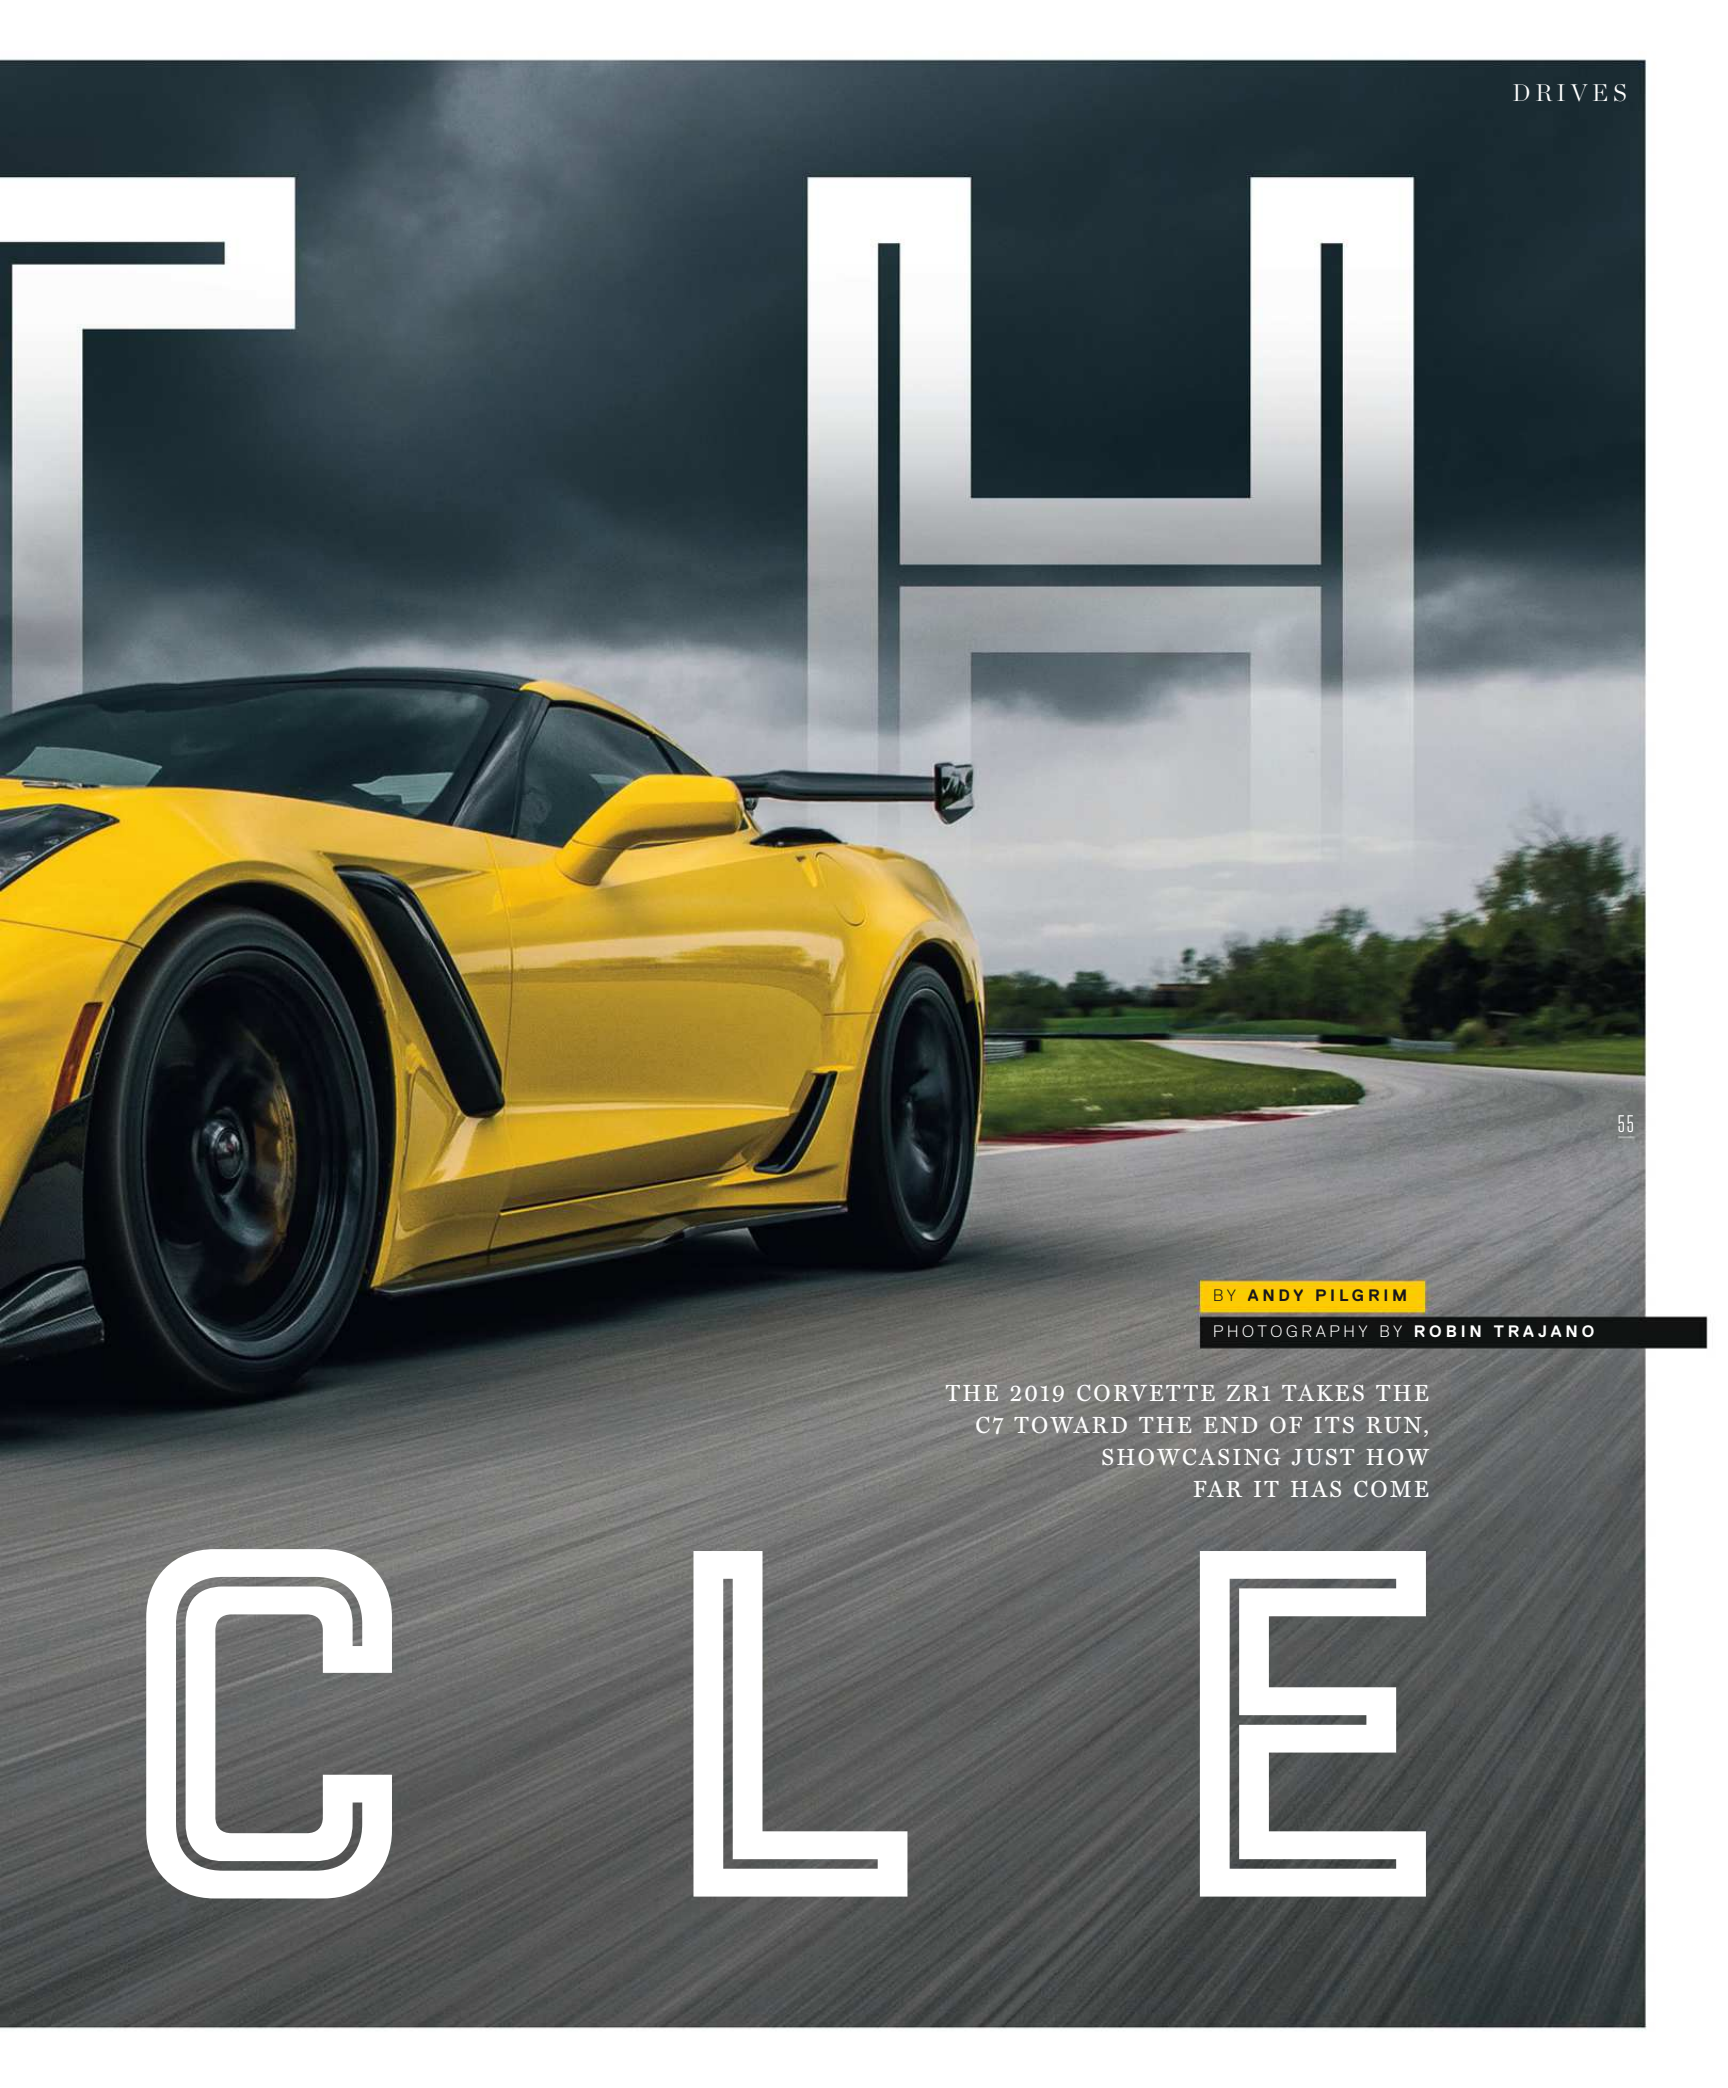 DRIVES
T H
55
BY ANDY PILGRIM
PHOTOGRAPHY BY ROBIN TRAJANO
THE 2019 CORVETTE ZR1 TAKES THE
C7 TOWARD THE END OF ITS RUN,
SHOWCASING JUST HOW
FAR IT HAS COME
C L E